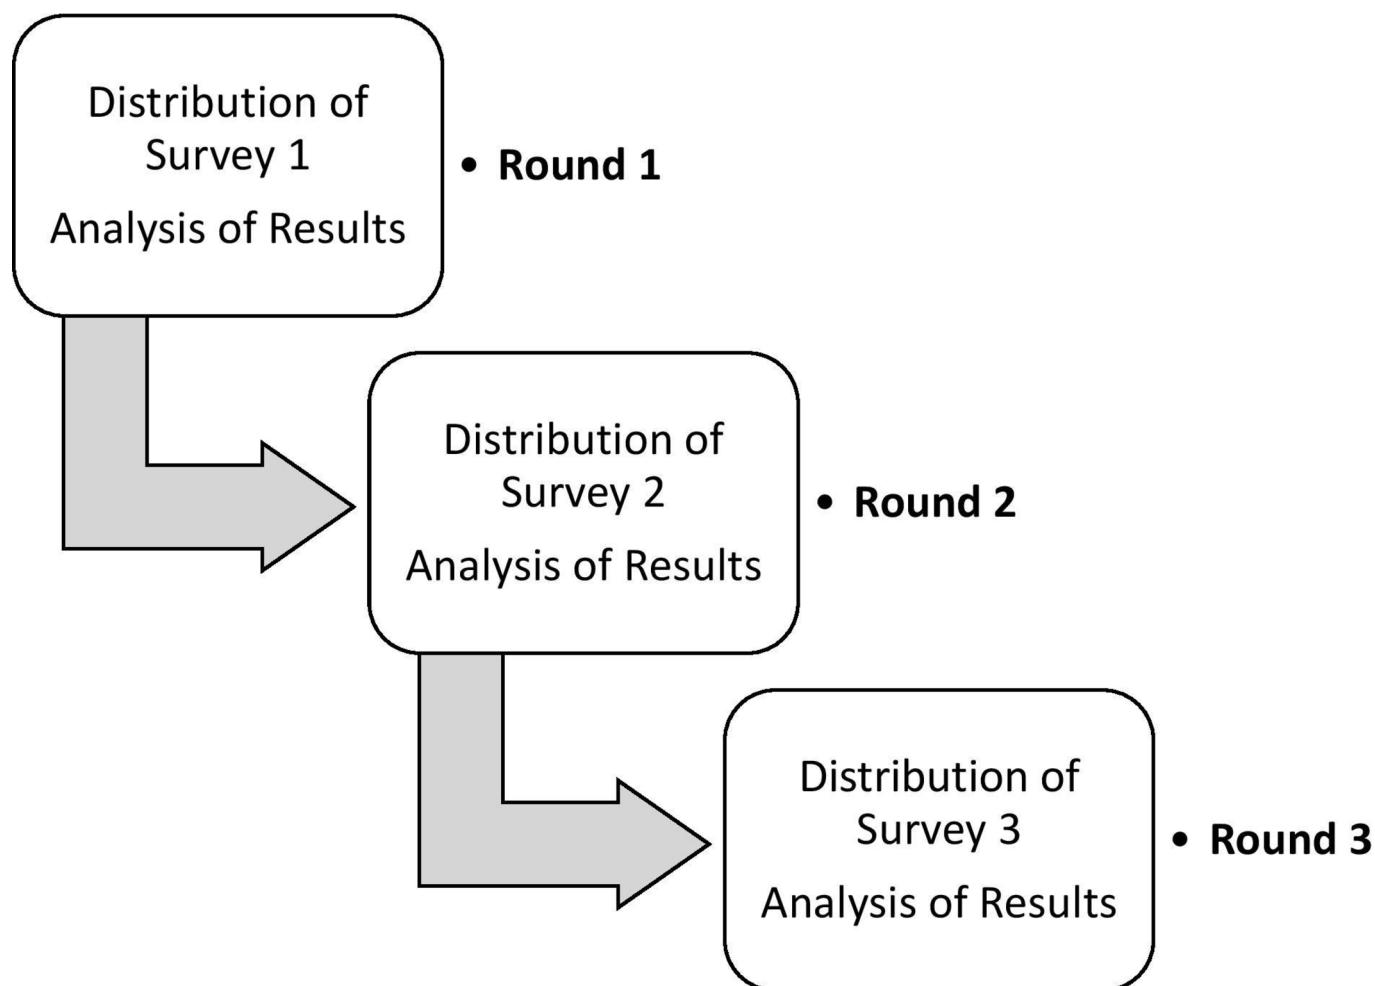 Distribution of
Survey 1
Analysis of Results
• Round 1
Distribution of
Survey 2
Analysis of Results
• Round 2
Distribution of
Survey 3
Analysis of Results
• Round 3